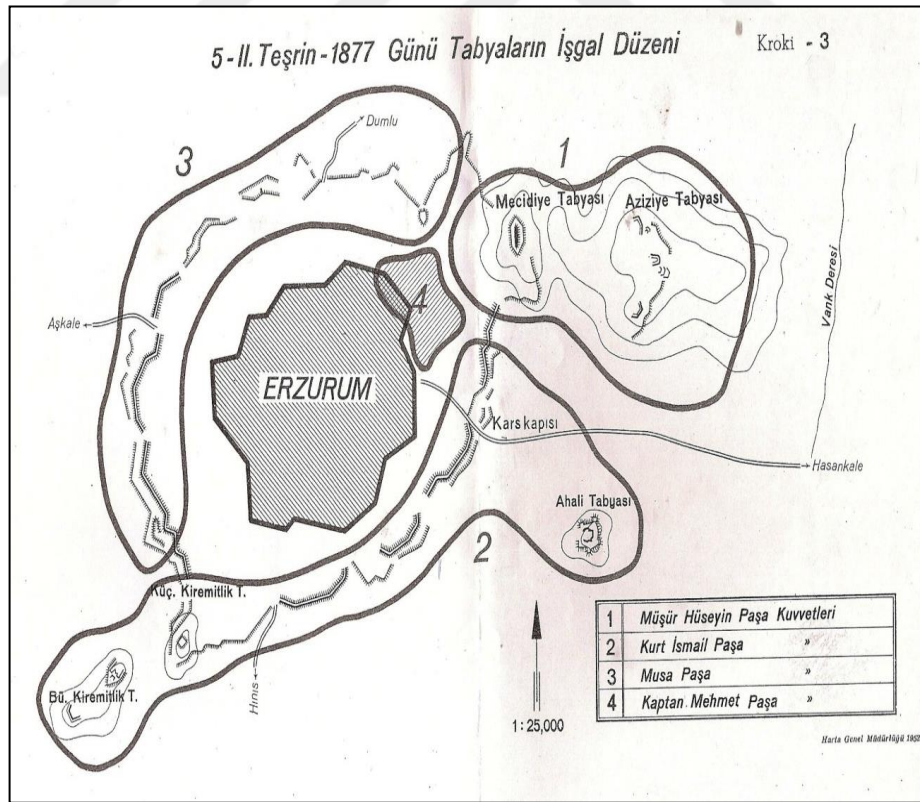 5-II. Teşrin-1877 Günü Tabyaların İşgal Düzeni
Kroki - 3
3
Dumlu
1
Mecidiye Tabyası
Aziziye Tabyası
4
Vank Deresi
Aşkale
ERZURUM
Kars kapısı
Hasankale
Ahali Tabyası
2
Küç. Kiremitlik T.
Bü. Kiremitlik T.
Hınıs
1:25,000
1 Müşür Hüseyin Paşa Kuvvetleri
2 Kurt İsmail Paşa »
3 Musa Paşa »
4 Kaptan Mehmet Paşa »
Harta Genel Müdürlüğü 1952